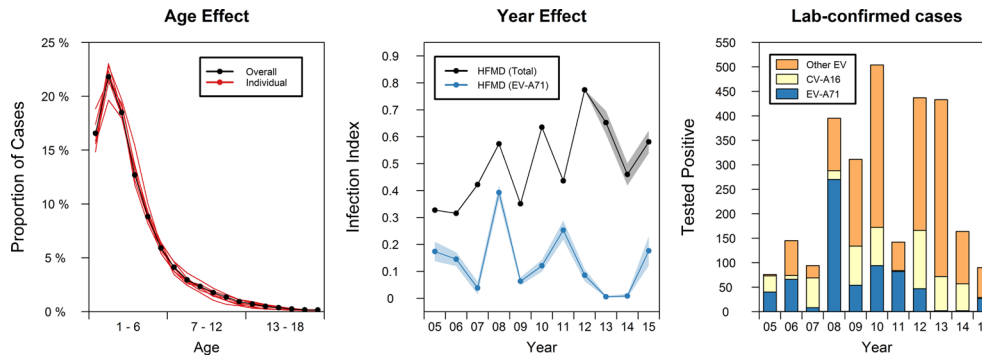 Age Effect
25 %
20 %
15 %
10 %
5 %
0 %
Proportion of Cases
Overall
Individual
1 - 6
7 - 12
13 - 18
Age
Year Effect
0.9
0.8
0.7
0.6
0.5
0.4
0.3
0.2
0.1
0
Infection Index
HFMD (Total)
HFMD (EV-A71)
05 06 07 08 09 10 11 12 13 14 15
Year
Lab-confirmed cases
550
500
450
400
350
300
250
200
150
100
50
0
Tested Positive
Other EV
CV-A16
EV-A71
05 06 07 08 09 10 11 12 13 14
Year